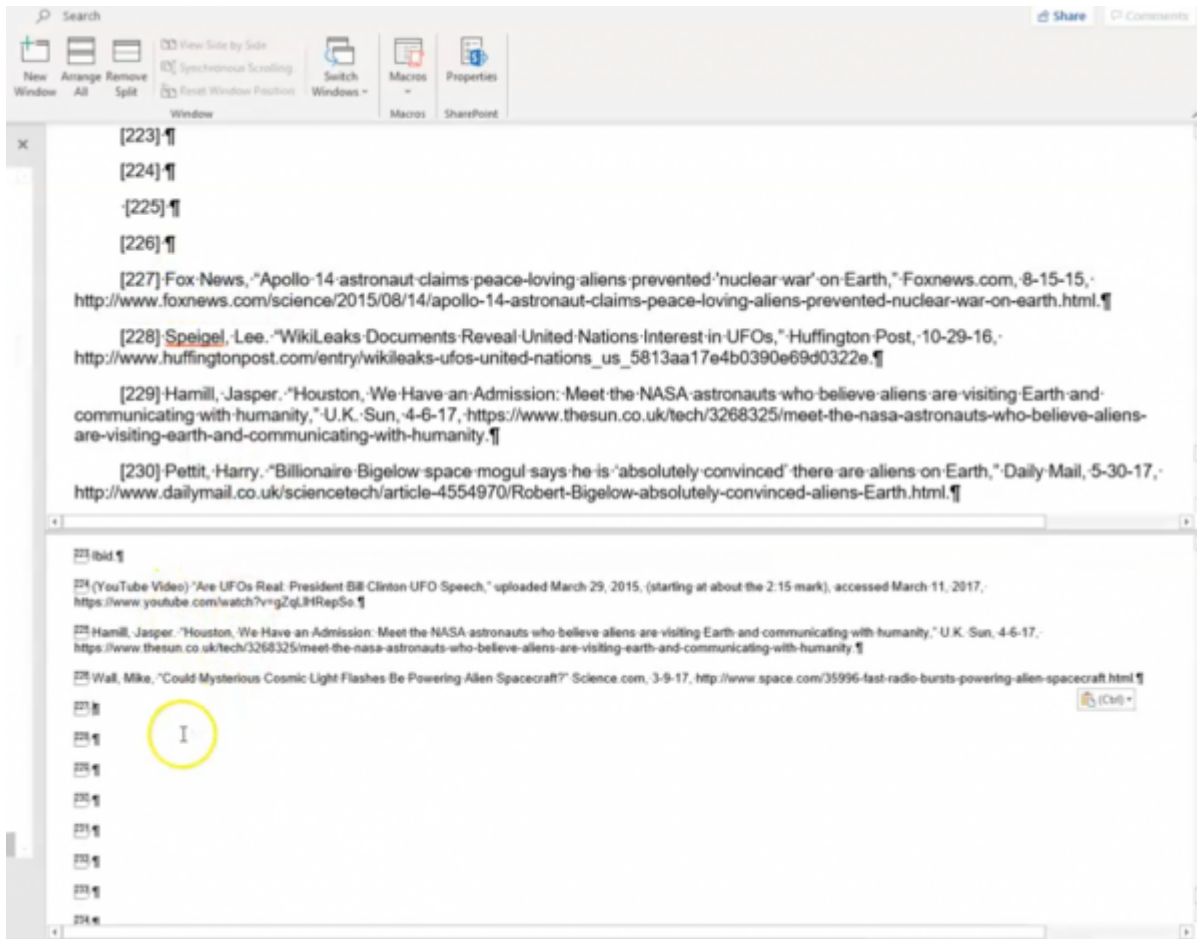 Search
Share
Comments
View Side by Side
Synchronous Scrolling
Reset Window Position
New Window
Arrange All
Remove Split
Switch Windows
Macros
Properties
Window
Macros
SharePoint
[223] ¶
[224] ¶
·[225] ¶
[226] ¶
[227] Fox News, “Apollo 14 astronaut claims peace-loving aliens prevented 'nuclear war' on Earth,” Foxnews.com, 8-15-15,
http://www.foxnews.com/science/2015/08/14/apollo-14-astronaut-claims-peace-loving-aliens-prevented-nuclear-war-on-earth.html.¶
[228] Speigel, Lee. “WikiLeaks Documents Reveal United Nations Interest in UFOs,” Huffington Post, 10-29-16,
http://www.huffingtonpost.com/entry/wikileaks-ufos-united-nations_us_5813aa17e4b0390e69d0322e.¶
[229] Hamill, Jasper. “Houston, We Have an Admission: Meet the NASA astronauts who believe aliens are visiting Earth and
communicating with humanity,” U.K. Sun, 4-6-17, https://www.thesun.co.uk/tech/3268325/meet-the-nasa-astronauts-who-believe-aliens-
are-visiting-earth-and-communicating-with-humanity.¶
[230] Pettit, Harry. “Billionaire Bigelow space mogul says he is ‘absolutely convinced’ there are aliens on Earth,” Daily Mail, 5-30-17,
http://www.dailymail.co.uk/sciencetech/article-4554970/Robert-Bigelow-absolutely-convinced-aliens-Earth.html.¶
223 Ibid.¶
224 (YouTube Video) “Are UFOs Real: President Bill Clinton UFO Speech,” uploaded March 29, 2015, (starting at about the 2:15 mark), accessed March 11, 2017,
https://www.youtube.com/watch?v=gZqLIHRepSo.¶
225 Hamill, Jasper. “Houston, We Have an Admission: Meet the NASA astronauts who believe aliens are visiting Earth and communicating with humanity,” U.K. Sun, 4-6-17,
https://www.thesun.co.uk/tech/3268325/meet-the-nasa-astronauts-who-believe-aliens-are-visiting-earth-and-communicating-with-humanity.¶
226 Wall, Mike, “Could Mysterious Cosmic Light Flashes Be Powering Alien Spacecraft?” Science.com, 3-9-17, http://www.space.com/35996-fast-radio-bursts-powering-alien-spacecraft.html.¶
(Ctrl)
227 ¶
228 ¶
229 ¶
230 ¶
231 ¶
232 ¶
233 ¶
234 ¶